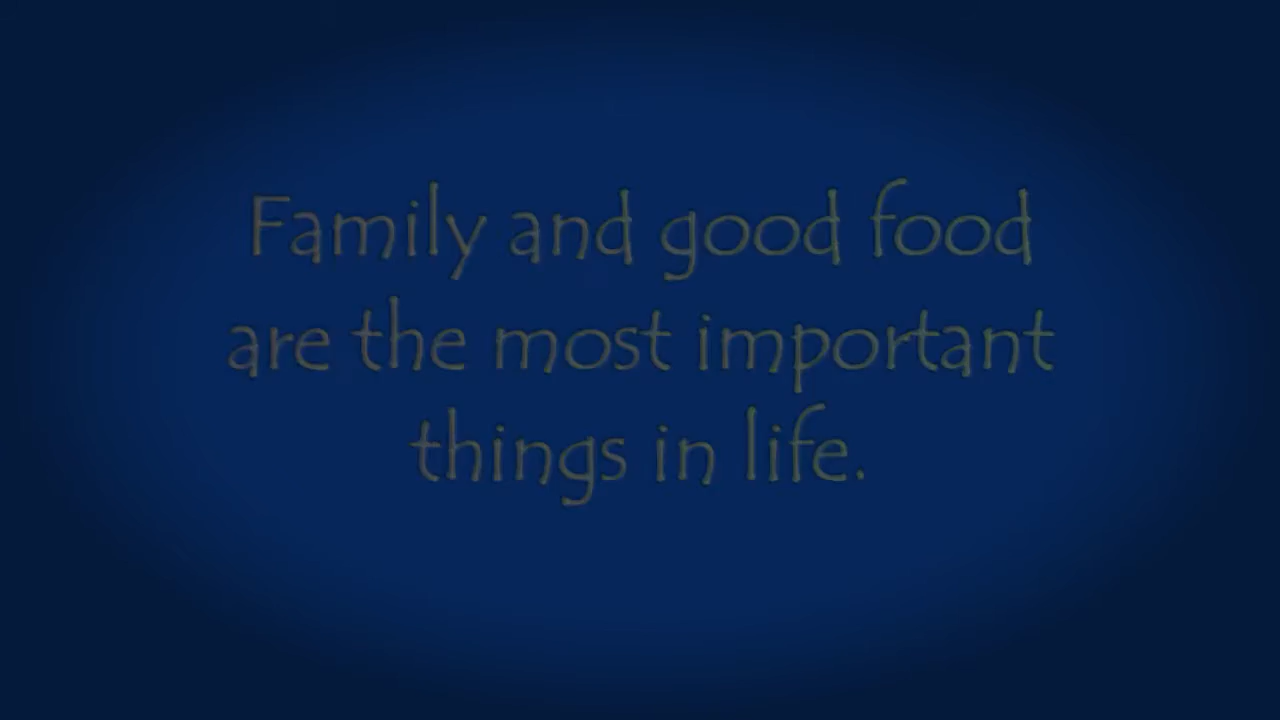 Family and good food
are the most important
things in life.